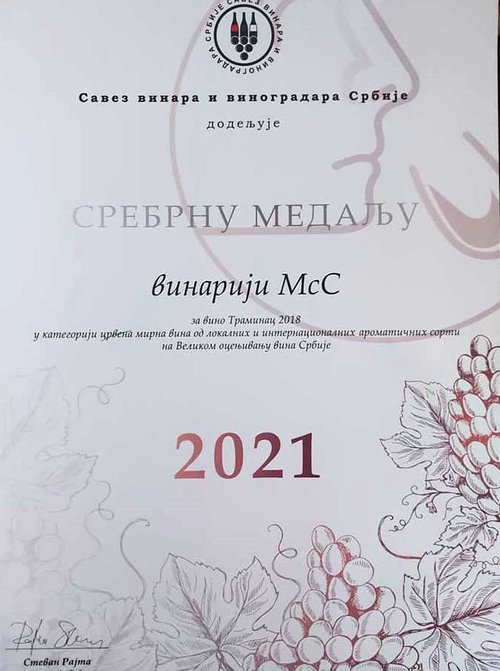 САВЕЗ ВИНАРА И ВИНОГРАДАРА СРБИЈЕ
Савез винара и виноградара Србије
додељује
СРЕБРНУ МЕДАЉУ
винарији МсС
за вино Траминац 2018
у категорији црвена мирна вина од локалних и интернационалних ароматичних сорти
на Великом оцењивању вина Србије
2021
Стеван Рајта